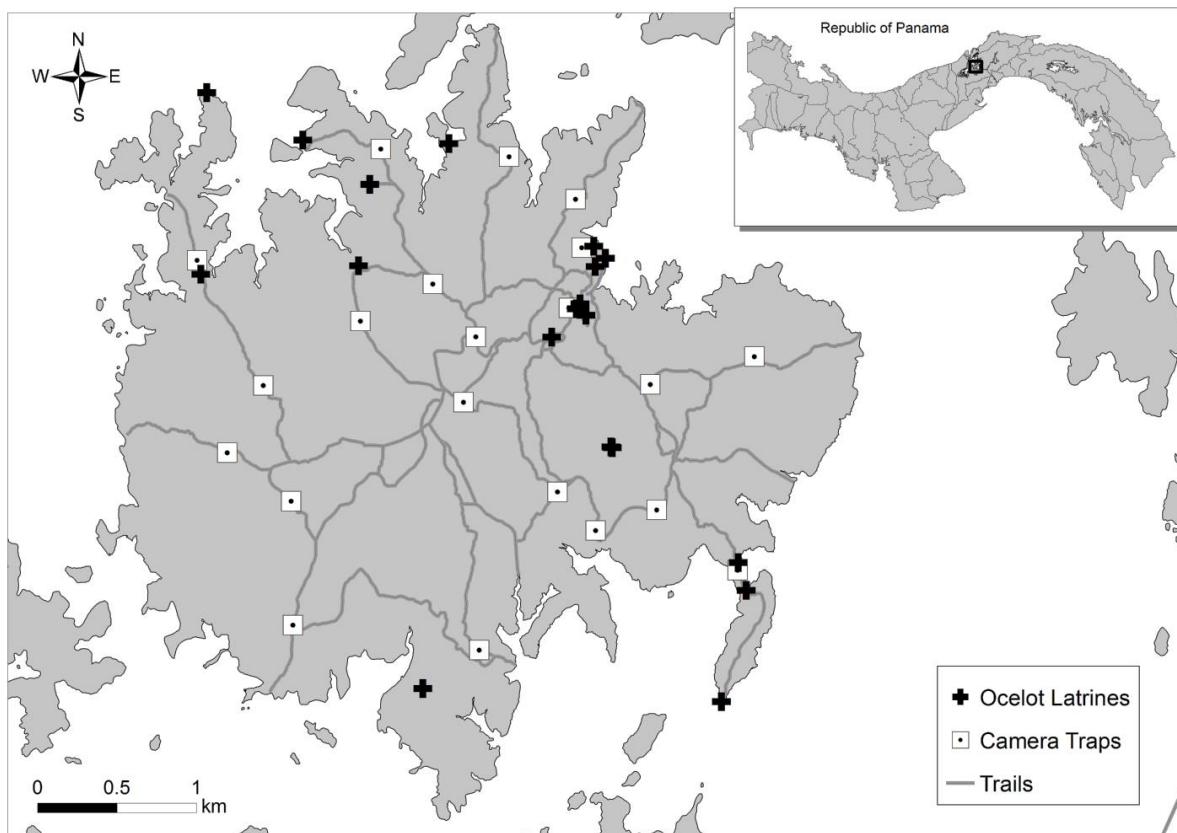 Republic of Panama
N
W E
S
Ocelot Latrines
Camera Traps
Trails
0 0.5 1
km